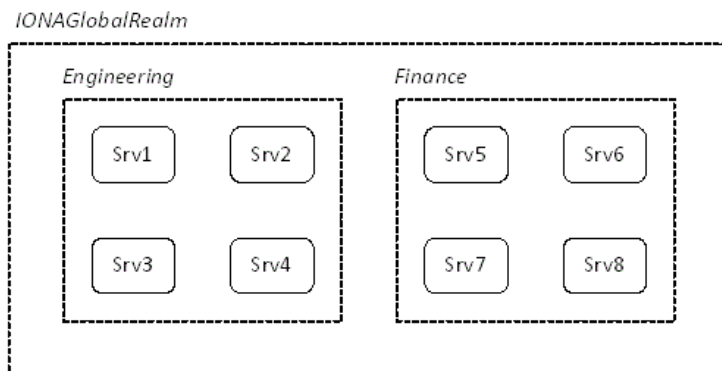 IONAGlobalRealm
Engineering Finance
Srv1 Srv2 Srv5 Srv6
Srv3 Srv4 Srv7 Srv8